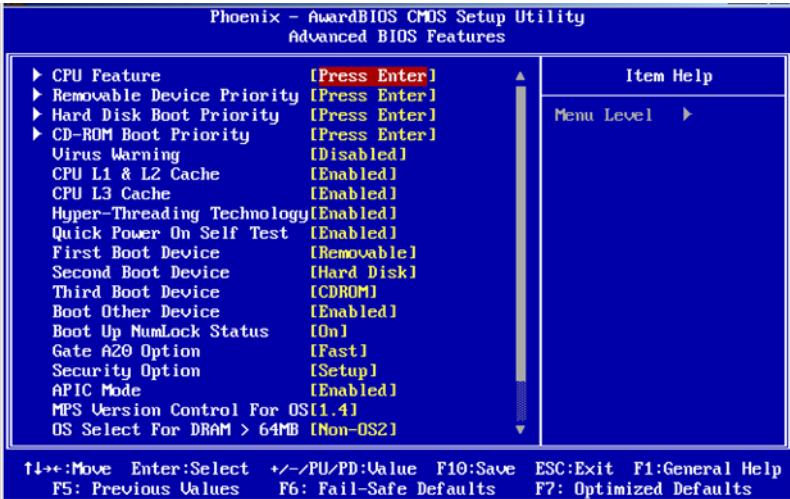 Phoenix - AwardBIOS CMOS Setup Utility
Advanced BIOS Features
CPU Feature [Press Enter]
Removable Device Priority [Press Enter]
Hard Disk Boot Priority [Press Enter]
CD-ROM Boot Priority [Press Enter]
Virus Warning [Disabled]
CPU L1 & L2 Cache [Enabled]
CPU L3 Cache [Enabled]
Hyper-Threading Technology[Enabled]
Quick Power On Self Test [Enabled]
First Boot Device [Removable]
Second Boot Device [Hard Disk]
Third Boot Device [CDROM]
Boot Other Device [Enabled]
Boot Up NumLock Status [On]
Gate A20 Option [Fast]
Security Option [Setup]
APIC Mode [Enabled]
MPS Version Control For OS[1.4]
OS Select For DRAM > 64MB [Non-OS2]
Item Help
Menu Level
↑↓→←:Move Enter:Select +/-/PU/PD:Value F10:Save ESC:Exit F1:General Help
F5: Previous Values F6: Fail-Safe Defaults F7: Optimized Defaults